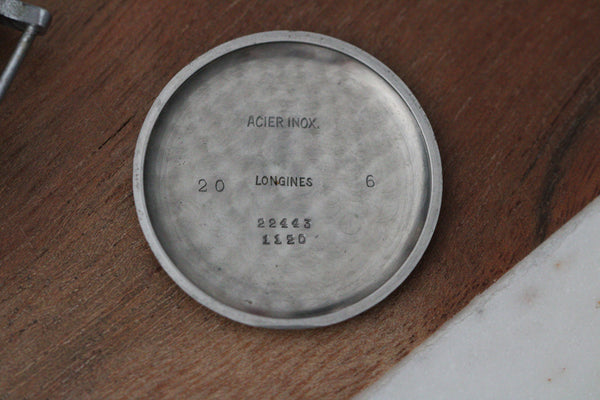 ACIER INOX.
20 LONGINES 6
22443
1120